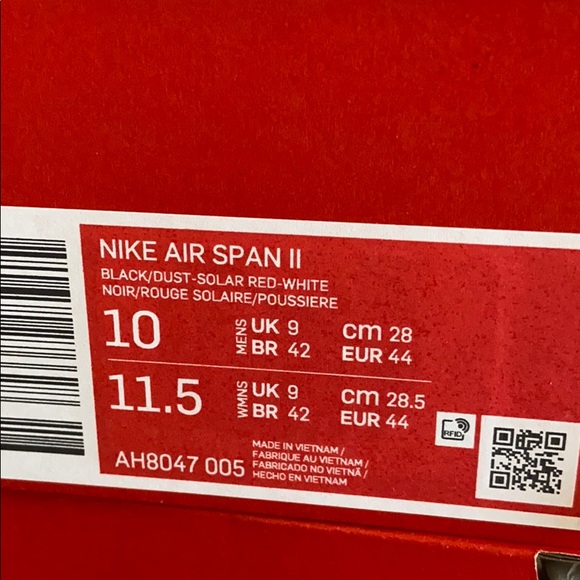 NIKE AIR SPAN II
BLACK/DUST-SOLAR RED-WHITE
NOIR/ROUGE SOLAIRE/POUSSIERE
10 MENS UK 9 cm 28
BR 42 EUR 44
11.5 WMNS UK 9 cm 28.5
BR 42 EUR 44
RFID
AH8047 005
MADE IN VIETNAM /
FABRIQUE AU VIETNAM /
FABRICADO NO VIETNÃ /
HECHO EN VIETNAM